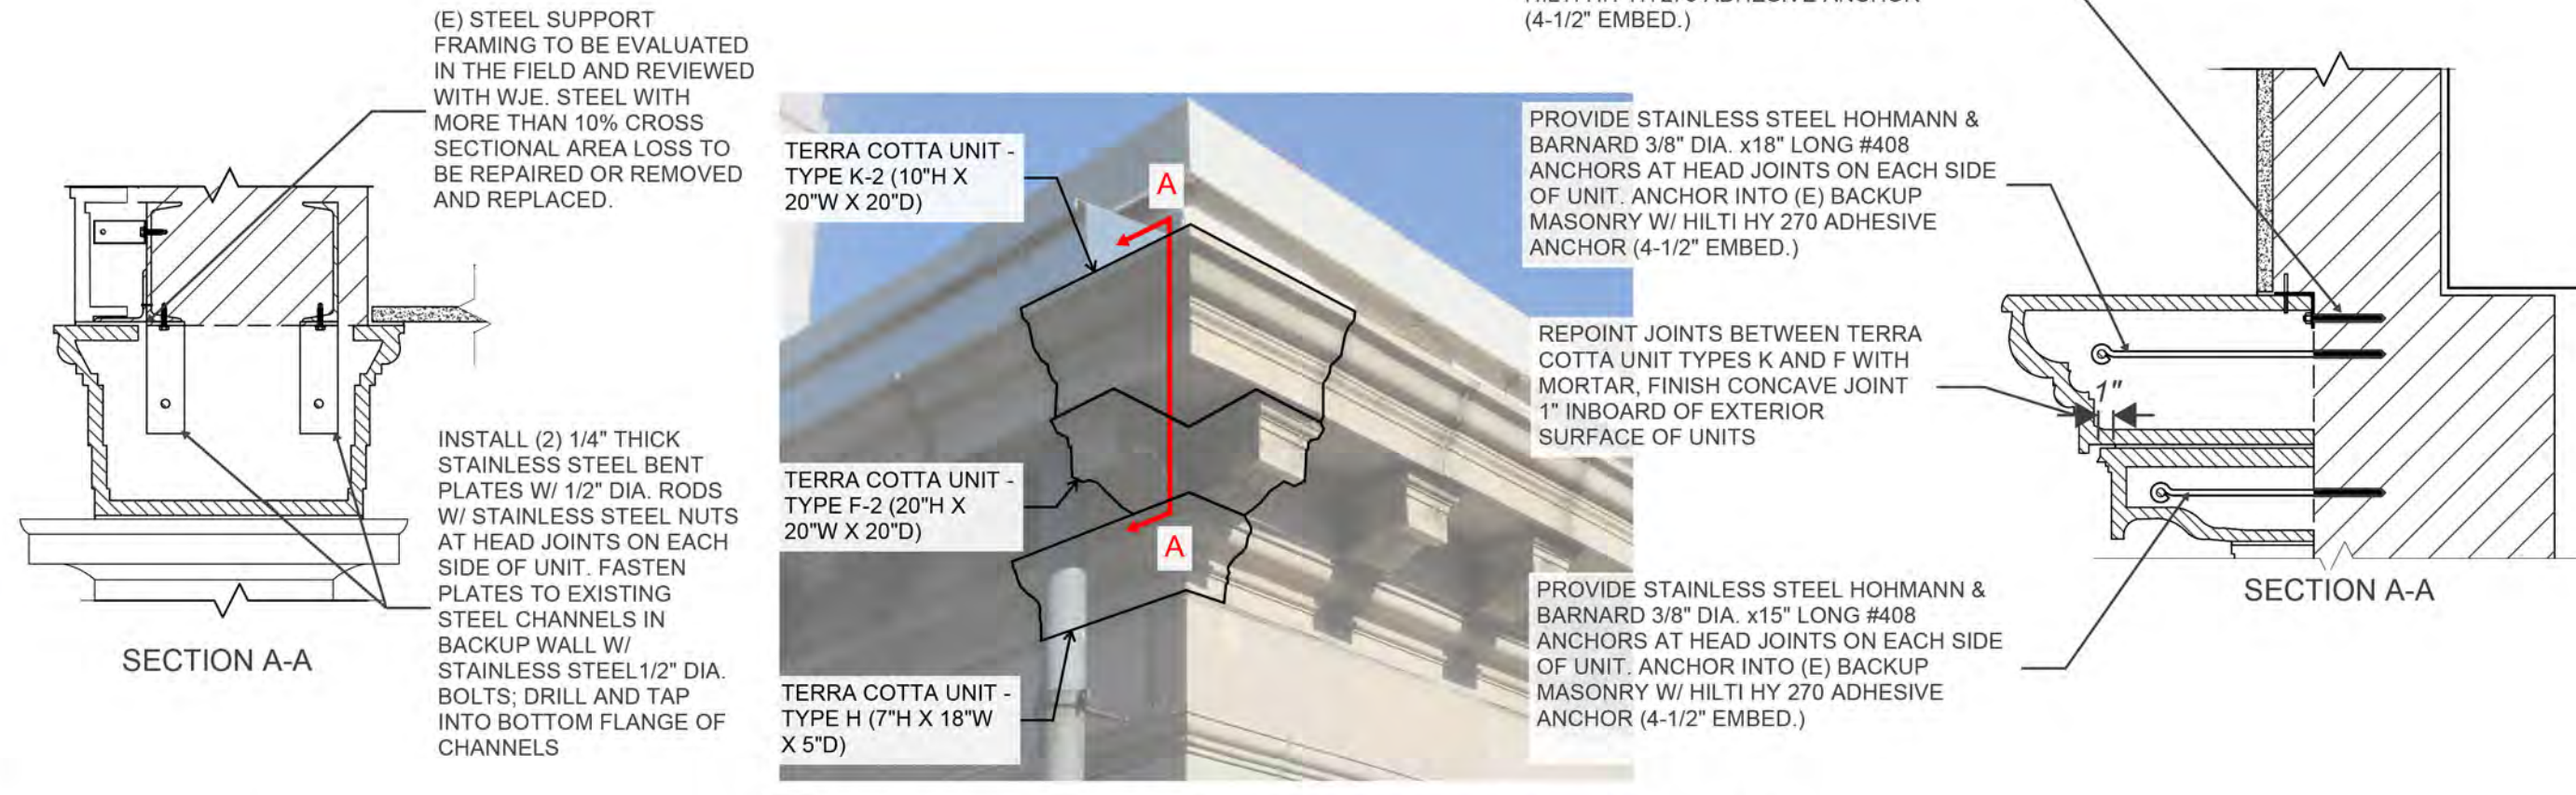 (E) STEEL SUPPORT
FRAMING TO BE EVALUATED
IN THE FIELD AND REVIEWED
WITH WJE. STEEL WITH
MORE THAN 10% CROSS
SECTIONAL AREA LOSS TO
BE REPAIRED OR REMOVED
AND REPLACED.
INSTALL (2) 1/4" THICK
STAINLESS STEEL BENT
PLATES W/ 1/2" DIA. RODS
W/ STAINLESS STEEL NUTS
AT HEAD JOINTS ON EACH
SIDE OF UNIT. FASTEN
PLATES TO EXISTING
STEEL CHANNELS IN
BACKUP WALL W/
STAINLESS STEEL1/2" DIA.
BOLTS; DRILL AND TAP
INTO BOTTOM FLANGE OF
CHANNELS
SECTION A-A
TERRA COTTA UNIT -
TYPE K-2 (10"H X
20"W X 20"D)
A
TERRA COTTA UNIT -
TYPE F-2 (20"H X
20"W X 20"D)
A
TERRA COTTA UNIT -
TYPE H (7"H X 18"W
X 5"D)
(4-1/2" EMBED.)
PROVIDE STAINLESS STEEL HOHMANN &
BARNARD 3/8" DIA. x18" LONG #408
ANCHORS AT HEAD JOINTS ON EACH SIDE
OF UNIT. ANCHOR INTO (E) BACKUP
MASONRY W/ HILTI HY 270 ADHESIVE
ANCHOR (4-1/2" EMBED.)
REPOINT JOINTS BETWEEN TERRA
COTTA UNIT TYPES K AND F WITH
MORTAR, FINISH CONCAVE JOINT
1" INBOARD OF EXTERIOR
SURFACE OF UNITS
1"
PROVIDE STAINLESS STEEL HOHMANN &
BARNARD 3/8" DIA. x15" LONG #408
ANCHORS AT HEAD JOINTS ON EACH SIDE
OF UNIT. ANCHOR INTO (E) BACKUP
MASONRY W/ HILTI HY 270 ADHESIVE
ANCHOR (4-1/2" EMBED.)
SECTION A-A